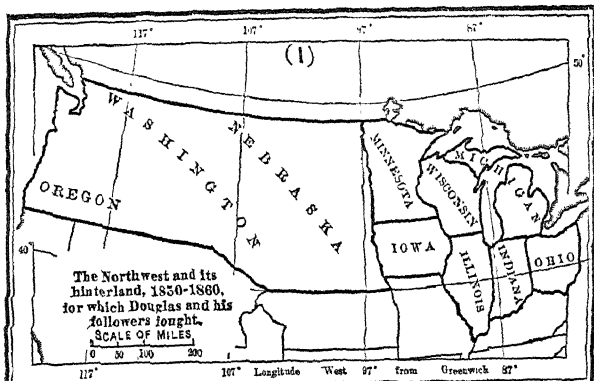 117° 107° 97° 87°
(1)
50°
WASHINGTON
NEBRASKA
MINNESOTA
WISCONSIN
MICHIGAN
OREGON
40°
IOWA
ILLINOIS
INDIANA
OHIO
The Northwest and its
hinterland, 1830-1860,
for which Douglas and his
followers fought.
SCALE OF MILES
0 50 100 200
117° 107° Longitude West 97° from Greenwich 87°